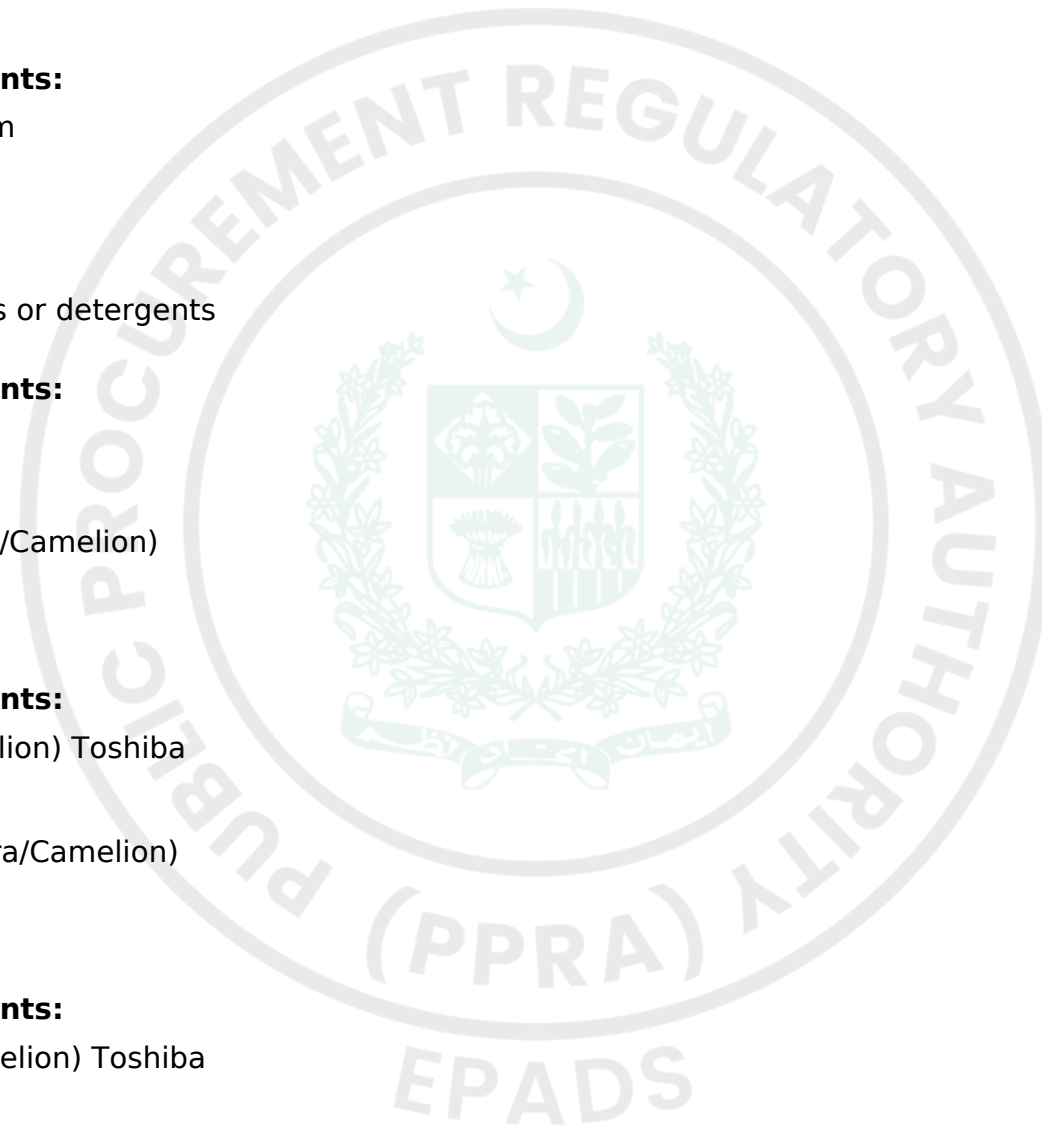 nts:
m
s or detergents
nts:
/Camelion)
nts:
lion) Toshiba
ra/Camelion)
nts:
elion) Toshiba
PUBLIC PROCUREMENT REGULATORY AUTHORITY
(PPRA)
EPADS